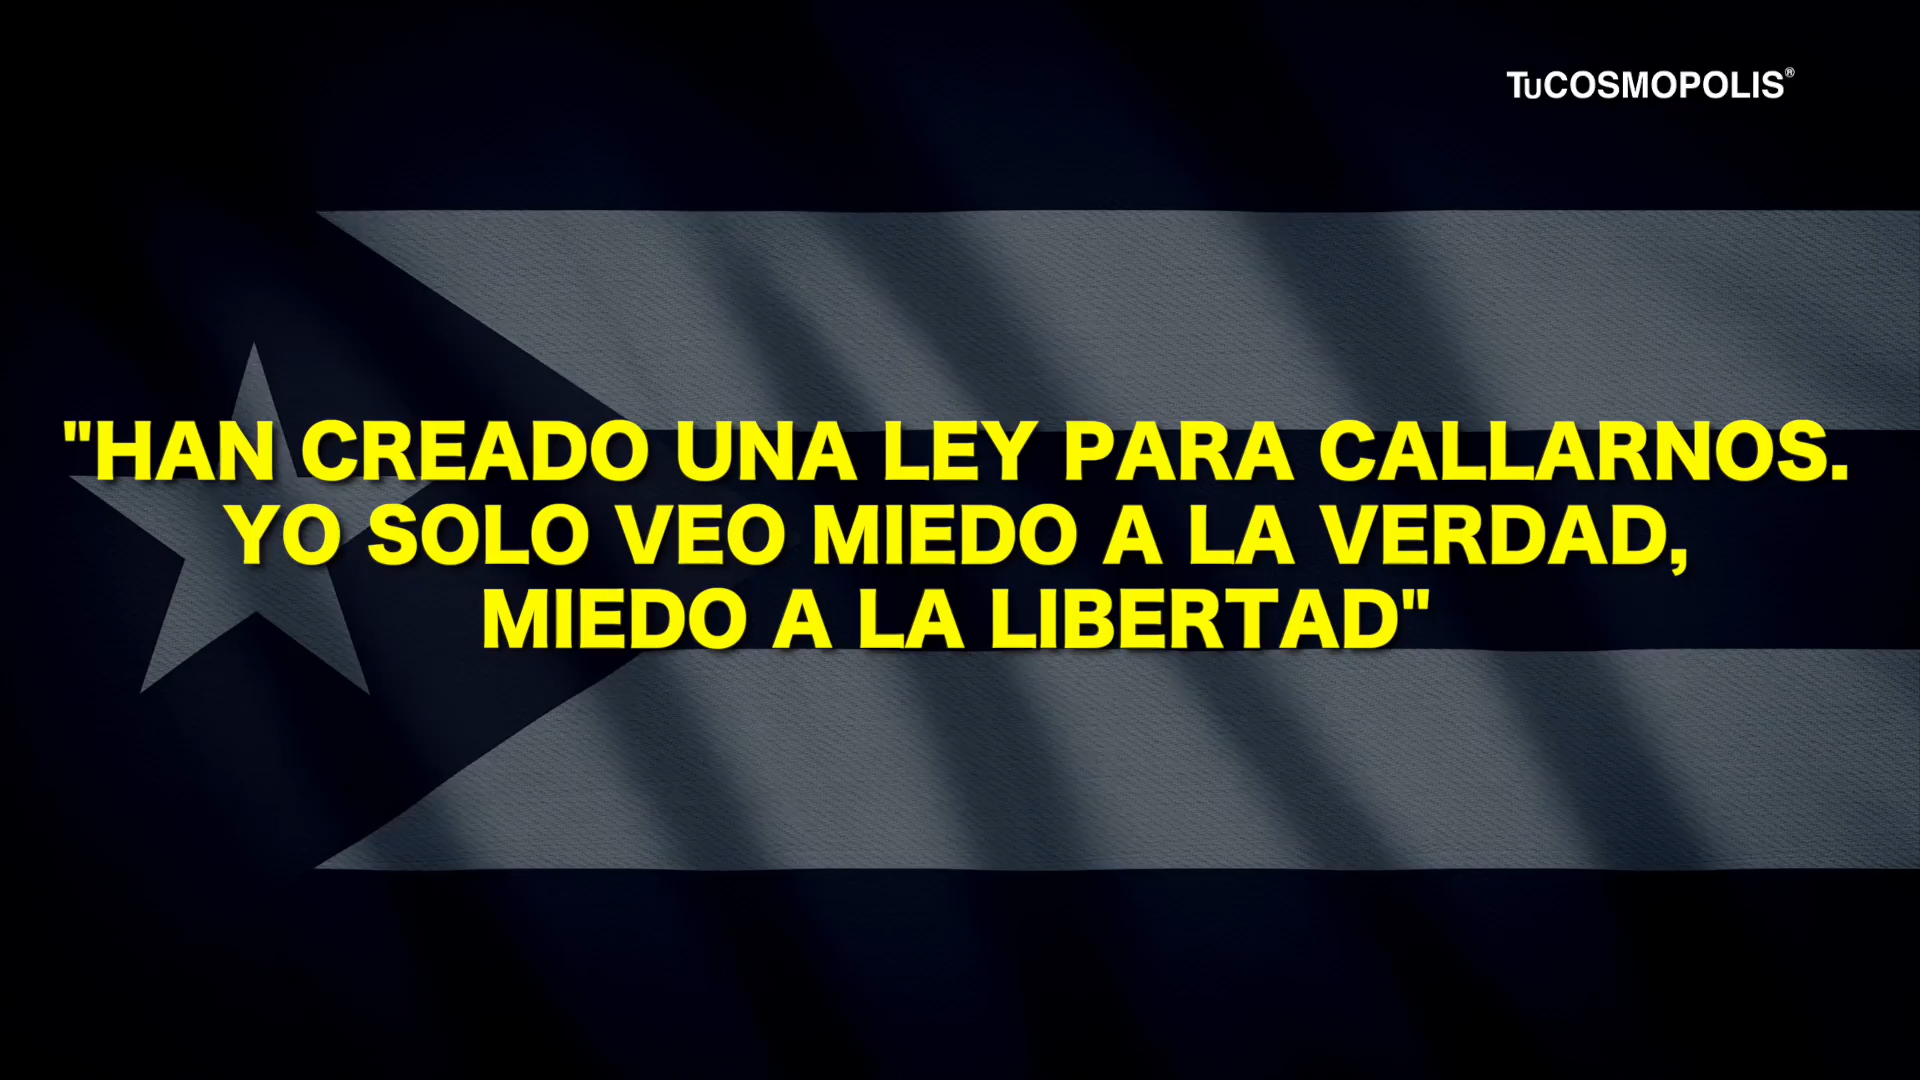 TuCOSMOPOLIS®
"HAN CREADO UNA LEY PARA CALLARNOS.
YO SOLO VEO MIEDO A LA VERDAD,
MIEDO A LA LIBERTAD"